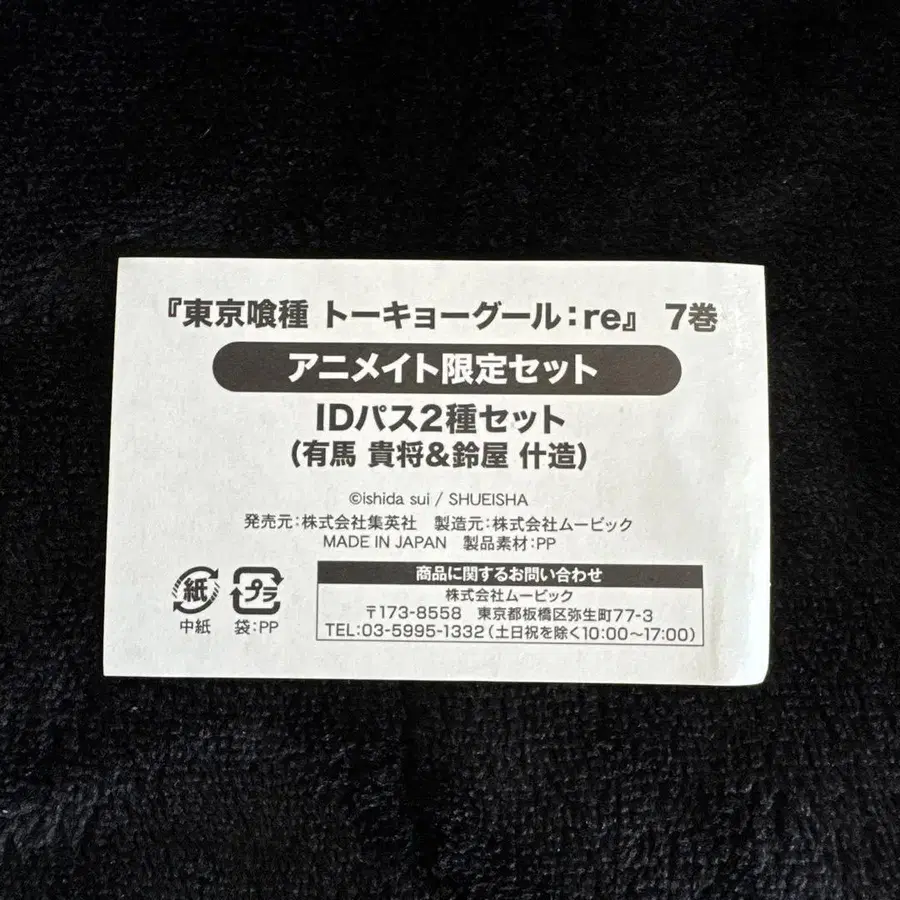 『東京喰種 トーキョーグール:re』 7巻
アニメイト限定セット
IDパス2種セット
(有馬 貴将&鈴屋 什造)
©ishida sui / SHUEISHA
発売元:株式会社集英社 製造元:株式会社ムービック
MADE IN JAPAN 製品素材:PP
紙
中紙
プラ
袋:PP
商品に関するお問い合わせ
株式会社ムービック
〒173-8558 東京都板橋区弥生町77-3
TEL:03-5995-1332(土日祝を除く10:00～17:00)